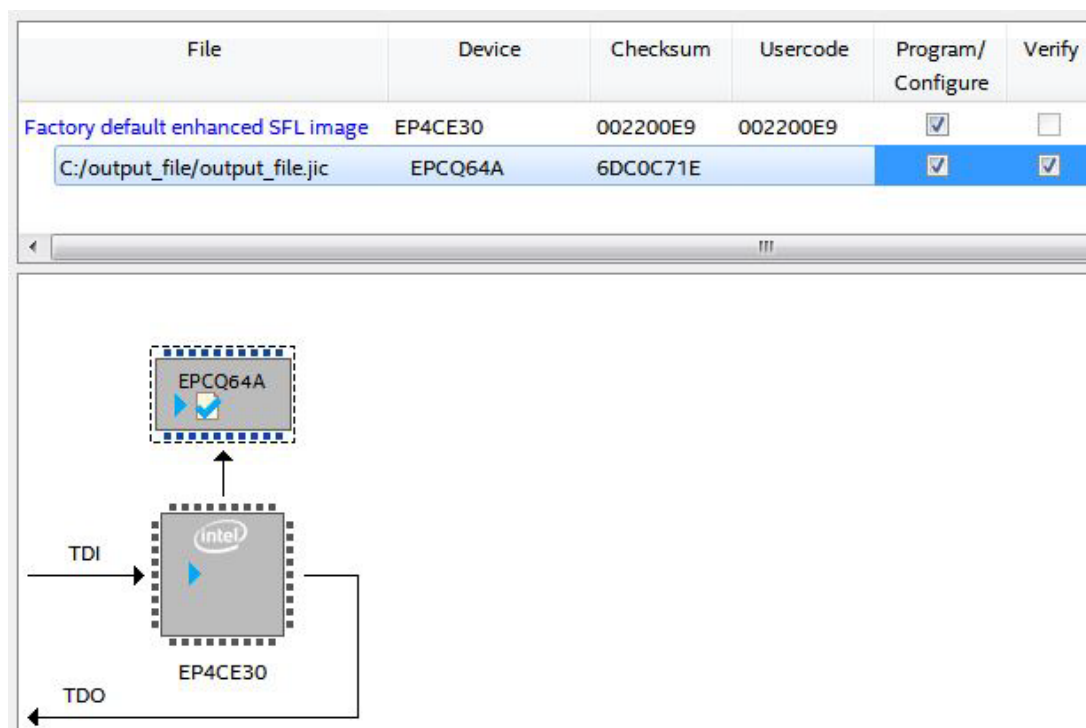 File Device Checksum Usercode Program/ Verify
Configure
Factory default enhanced SFL image EP4CE30 002200E9 002200E9
C:/output_file/output_file.jic EPCQ64A 6DC0C71E
EPCQ64A
intel
TDI
EP4CE30
TDO